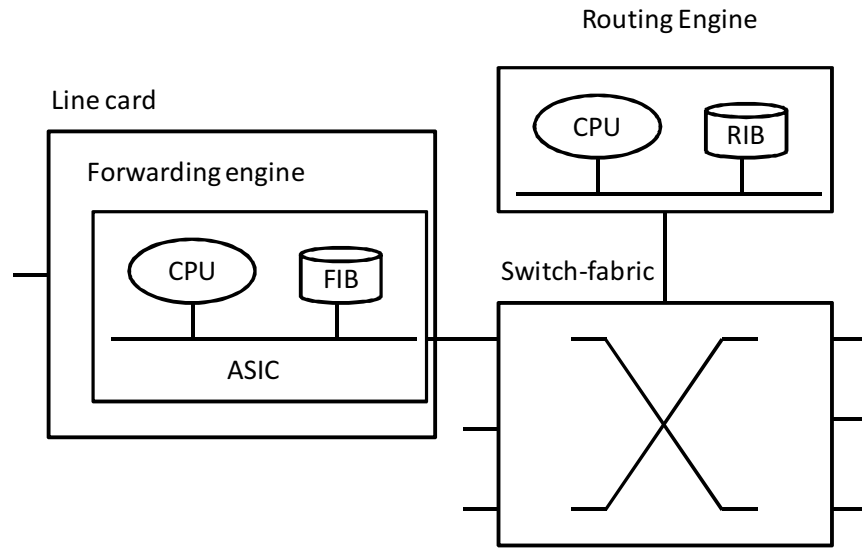 Routing Engine
Line card
CPU
RIB
Forwarding engine
CPU
FIB
Switch-fabric
ASIC